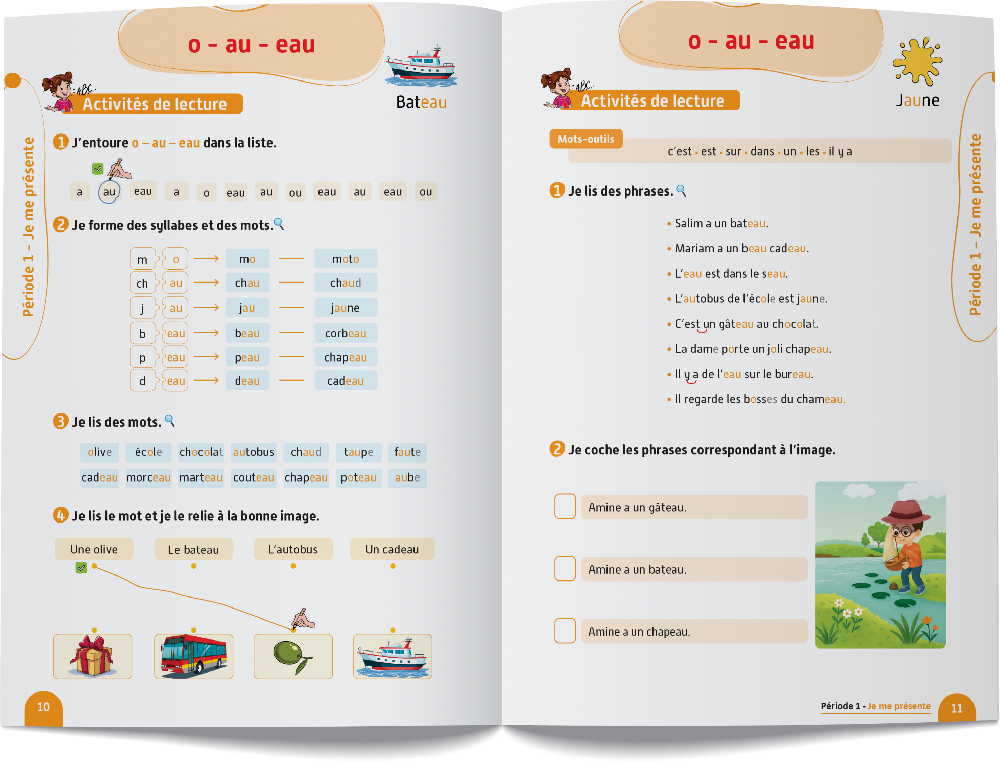 o – au – eau
Bateau
ABC..
Activités de lecture
Période 1 - Je me présente
1 J'entoure o – au – eau dans la liste.
a au eau a o eau au ou eau au eau ou
2 Je forme des syllabes et des mots.
m o mo moto
ch au chau chaud
j au jau jaune
b eau beau corbeau
p eau peau chapeau
d eau deau cadeau
3 Je lis des mots.
olive école chocolat autobus chaud taupe faute
cadeau morceau marteau couteau chapeau poteau aube
4 Je lis le mot et je le relie à la bonne image.
Une olive Le bateau L'autobus Un cadeau
10
o – au – eau
Jaune
ABC..
Activités de lecture
Mots-outils
c'est • est • sur • dans • un • les • il y a
1 Je lis des phrases.
• Salim a un bateau.
• Mariam a un beau cadeau.
• L'eau est dans le seau.
• L'autobus de l'école est jaune.
• C'est un gâteau au chocolat.
• La dame porte un joli chapeau.
• Il y a de l'eau sur le bureau.
• Il regarde les bosses du chameau.
2 Je coche les phrases correspondant à l'image.
Amine a un gâteau.
Amine a un bateau.
Amine a un chapeau.
Période 1 - Je me présente
Période 1 - Je me présente
11